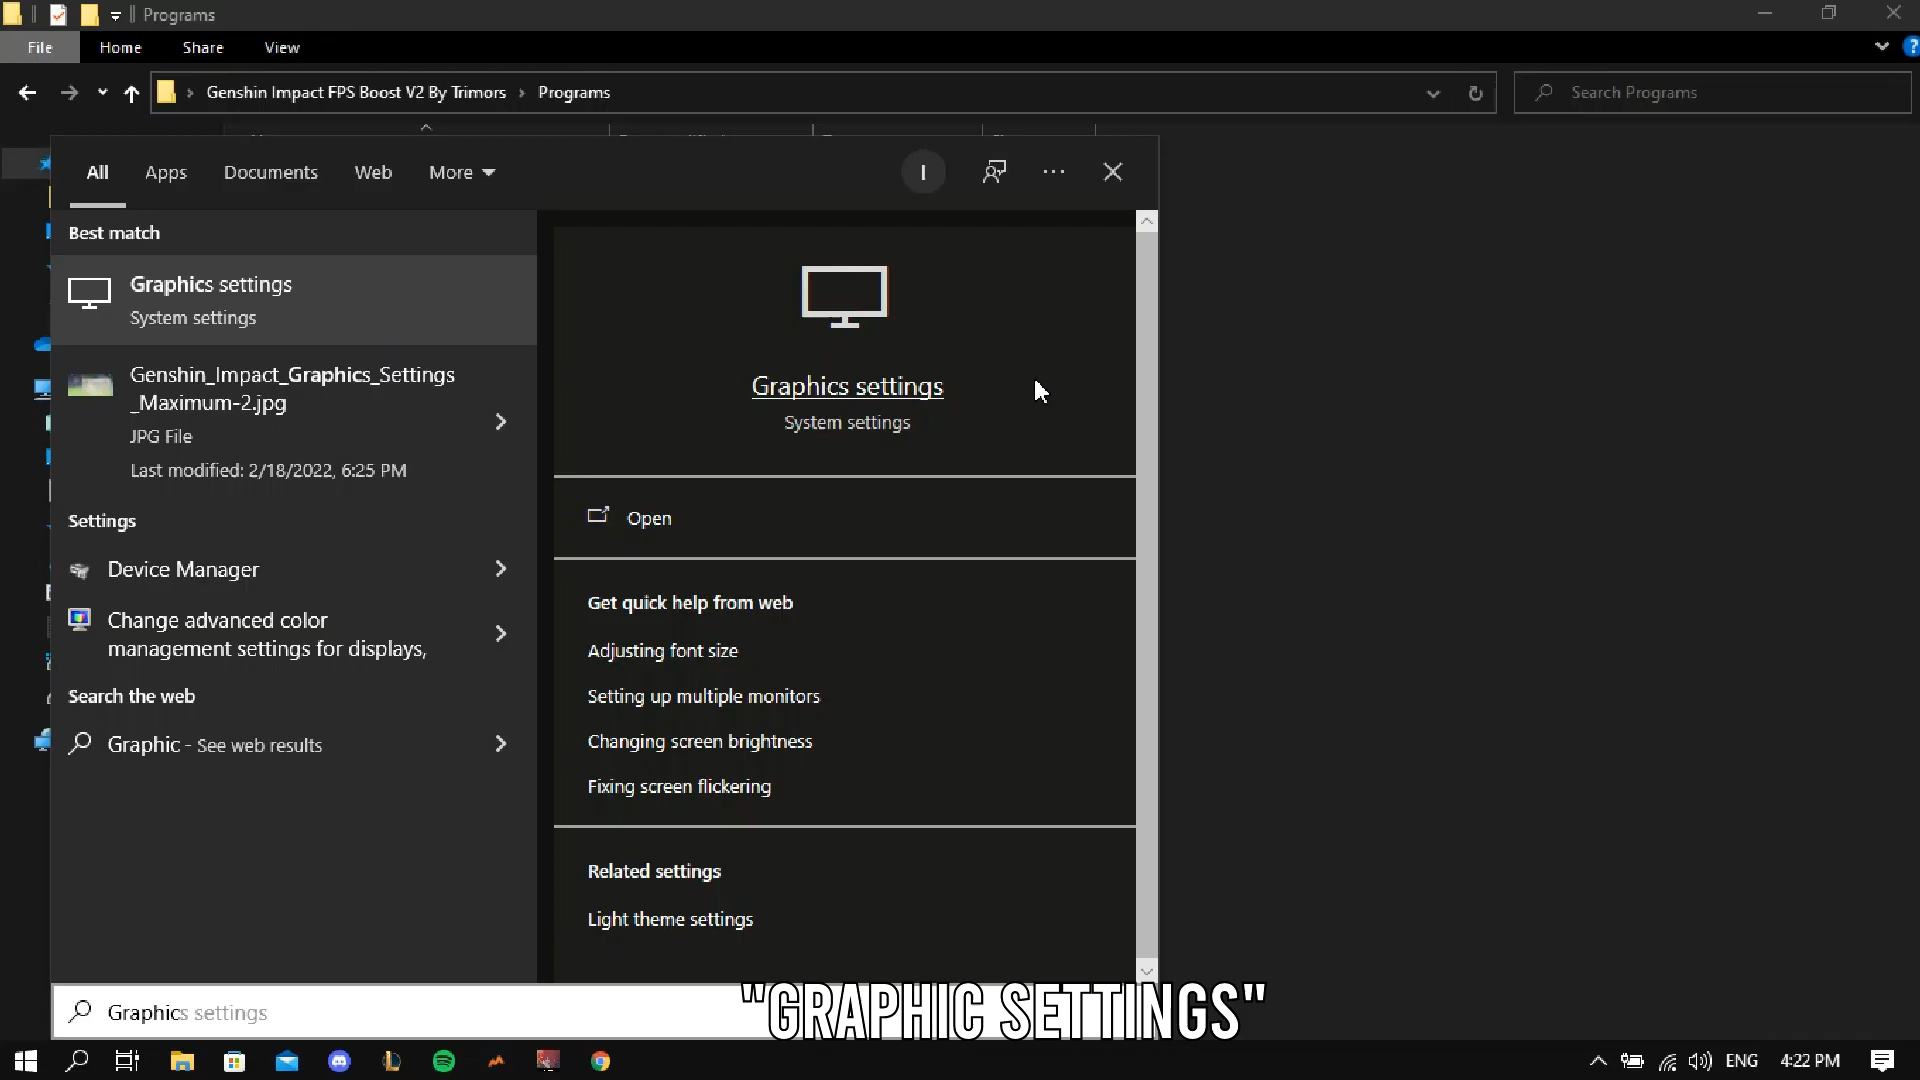 Programs
File
Home
Share
View
Genshin Impact FPS Boost V2 By Trimors
Programs
Search Programs
All
Apps
Documents
Web
More
I
Best match
Graphics settings
System settings
Genshin_Impact_Graphics_Settings
_Maximum-2.jpg
JPG File
Last modified: 2/18/2022, 6:25 PM
Settings
Device Manager
Change advanced color
management settings for displays,
Search the web
Graphic - See web results
Graphics settings
System settings
Open
Get quick help from web
Adjusting font size
Setting up multiple monitors
Changing screen brightness
Fixing screen flickering
Related settings
Light theme settings
Graphics settings
"GRAPHIC SETTINGS"
ENG
4:22 PM